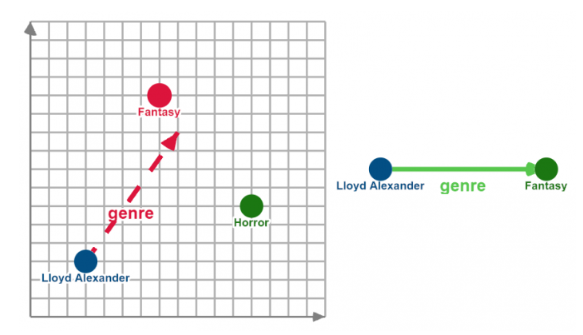 Fantasy
genre
Horror
Lloyd Alexander
Lloyd Alexander
genre
Fantasy